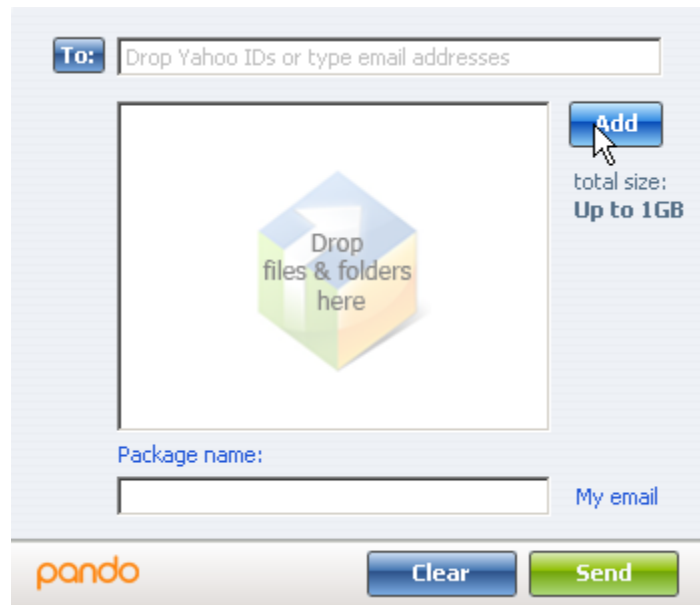 To:
Drop Yahoo IDs or type email addresses
Add
total size:
Up to 1GB
Drop
files & folders
here
Package name:
My email
pando
Clear
Send